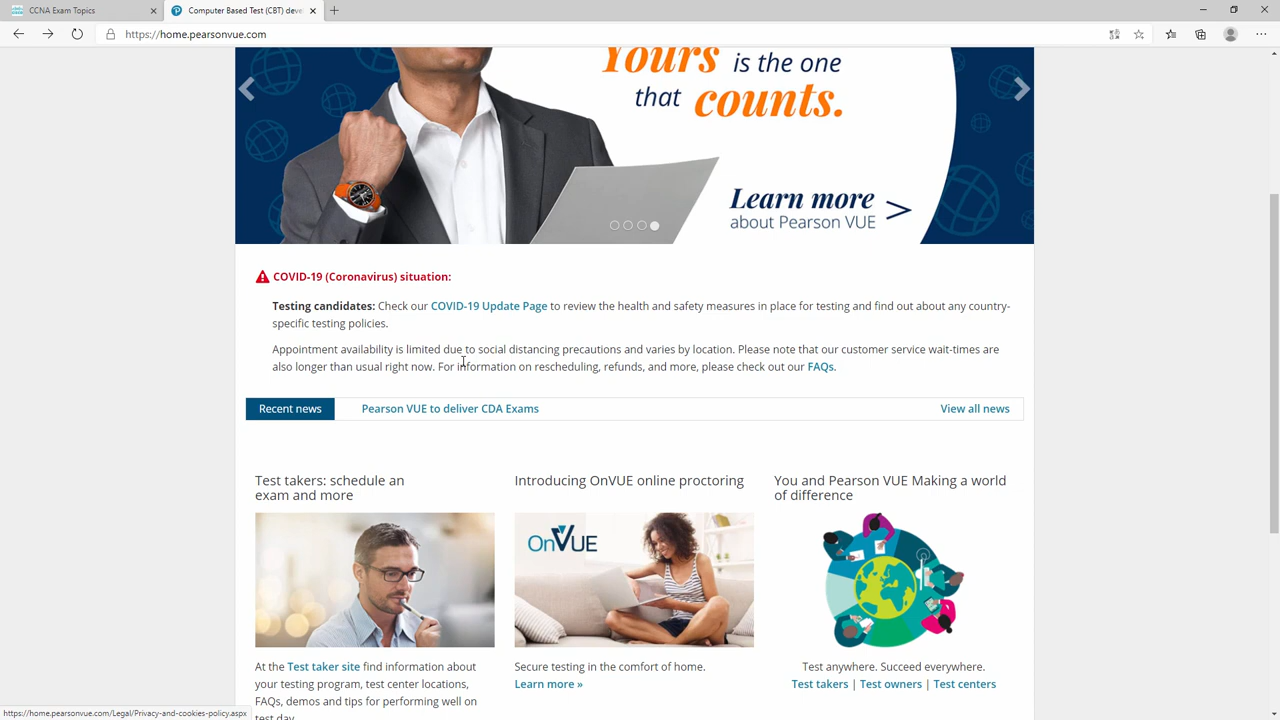 CCNA Exam Topics
Computer Based Test (CBT) deve
https://home.pearsonvue.com
Yours is the one
that counts.
Learn more >
about Pearson VUE
COVID-19 (Coronavirus) situation:
Testing candidates: Check our COVID-19 Update Page to review the health and safety measures in place for testing and find out about any country-
specific testing policies.
Appointment availability is limited due to social distancing precautions and varies by location. Please note that our customer service wait-times are
also longer than usual right now. For information on rescheduling, refunds, and more, please check out our FAQs.
Recent news Pearson VUE to deliver CDA Exams View all news
Test takers: schedule an
exam and more
Introducing OnVUE online proctoring
You and Pearson VUE Making a world
of difference
OnVUE
At the Test taker site find information about
your testing program, test center locations,
FAQs, demos and tips for performing well on
test day.
Secure testing in the comfort of home.
Learn more »
Test anywhere. Succeed everywhere.
Test takers | Test owners | Test centers
https://home.pearsonvue.com/Legal/Privacy-and-cookies-policy.aspx